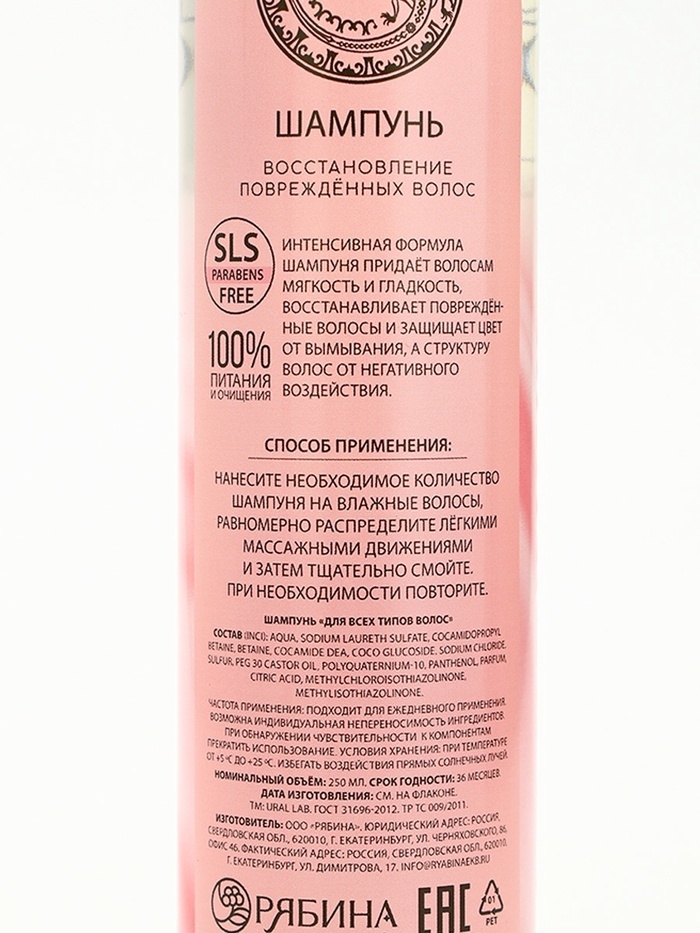 ШАМПУНЬ
ВОССТАНОВЛЕНИЕ
ПОВРЕЖДЁННЫХ ВОЛОС
SLS
PARABENS
FREE
100%
ПИТАНИЯ
И ОЧИЩЕНИЯ
ИНТЕНСИВНАЯ ФОРМУЛА
ШАМПУНЯ ПРИДАЁТ ВОЛОСАМ
МЯГКОСТЬ И ГЛАДКОСТЬ,
ВОССТАНАВЛИВАЕТ ПОВРЕЖДЁН-
НЫЕ ВОЛОСЫ И ЗАЩИЩАЕТ ЦВЕТ
ОТ ВЫМЫВАНИЯ, А СТРУКТУРУ
ВОЛОС ОТ НЕГАТИВНОГО
ВОЗДЕЙСТВИЯ.
СПОСОБ ПРИМЕНЕНИЯ:
НАНЕСИТЕ НЕОБХОДИМОЕ КОЛИЧЕСТВО
ШАМПУНЯ НА ВЛАЖНЫЕ ВОЛОСЫ,
РАВНОМЕРНО РАСПРЕДЕЛИТЕ ЛЁГКИМИ
МАССАЖНЫМИ ДВИЖЕНИЯМИ
И ЗАТЕМ ТЩАТЕЛЬНО СМОЙТЕ.
ПРИ НЕОБХОДИМОСТИ ПОВТОРИТЕ.
ШАМПУНЬ «ДЛЯ ВСЕХ ТИПОВ ВОЛОС»
СОСТАВ (INCI): AQUA, SODIUM LAURETH SULFATE, COCAMIDOPROPYL
BETAINE, BETAINE, COCAMIDE DEA, COCO GLUCOSIDE, SODIUM CHLORIDE,
SULFUR, PEG 30 CASTOR OIL, POLYQUATERNIUM-10, PANTHENOL, PARFUM,
CITRIC ACID, METHYLCHLOROISOTHIAZOLINONE,
METHYLISOTHIAZOLINONE.
ЧАСТОТА ПРИМЕНЕНИЯ: ПОДХОДИТ ДЛЯ ЕЖЕДНЕВНОГО ПРИМЕНЕНИЯ.
ВОЗМОЖНА ИНДИВИДУАЛЬНАЯ НЕПЕРЕНОСИМОСТЬ ИНГРЕДИЕНТОВ.
ПРИ ОБНАРУЖЕНИИ ЧУВСТВИТЕЛЬНОСТИ К КОМПОНЕНТАМ
ПРЕКРАТИТЬ ИСПОЛЬЗОВАНИЕ. УСЛОВИЯ ХРАНЕНИЯ: ПРИ ТЕМПЕРАТУРЕ
ОТ +5 ºС ДО +25 ºС. ИЗБЕГАТЬ ВОЗДЕЙСТВИЯ ПРЯМЫХ СОЛНЕЧНЫХ ЛУЧЕЙ.
НОМИНАЛЬНЫЙ ОБЪЁМ: 250 МЛ. СРОК ГОДНОСТИ: 36 МЕСЯЦЕВ.
ДАТА ИЗГОТОВЛЕНИЯ: СМ. НА ФЛАКОНЕ.
ТМ: URAL LAB. ГОСТ 31696-2012. ТР ТС 009/2011.
ИЗГОТОВИТЕЛЬ: ООО «РЯБИНА». ЮРИДИЧЕСКИЙ АДРЕС: РОССИЯ,
СВЕРДЛОВСКАЯ ОБЛ., 620010, Г. ЕКАТЕРИНБУРГ, УЛ. ЧЕРНЯХОВСКОГО, 86,
ОФИС 46. ФАКТИЧЕСКИЙ АДРЕС: РОССИЯ, СВЕРДЛОВСКАЯ ОБЛ., 620010,
Г. ЕКАТЕРИНБУРГ, УЛ. ДИМИТРОВА, 17. INFO@RYABINAEKB.RU
РЯБИНА EAC 01
PET